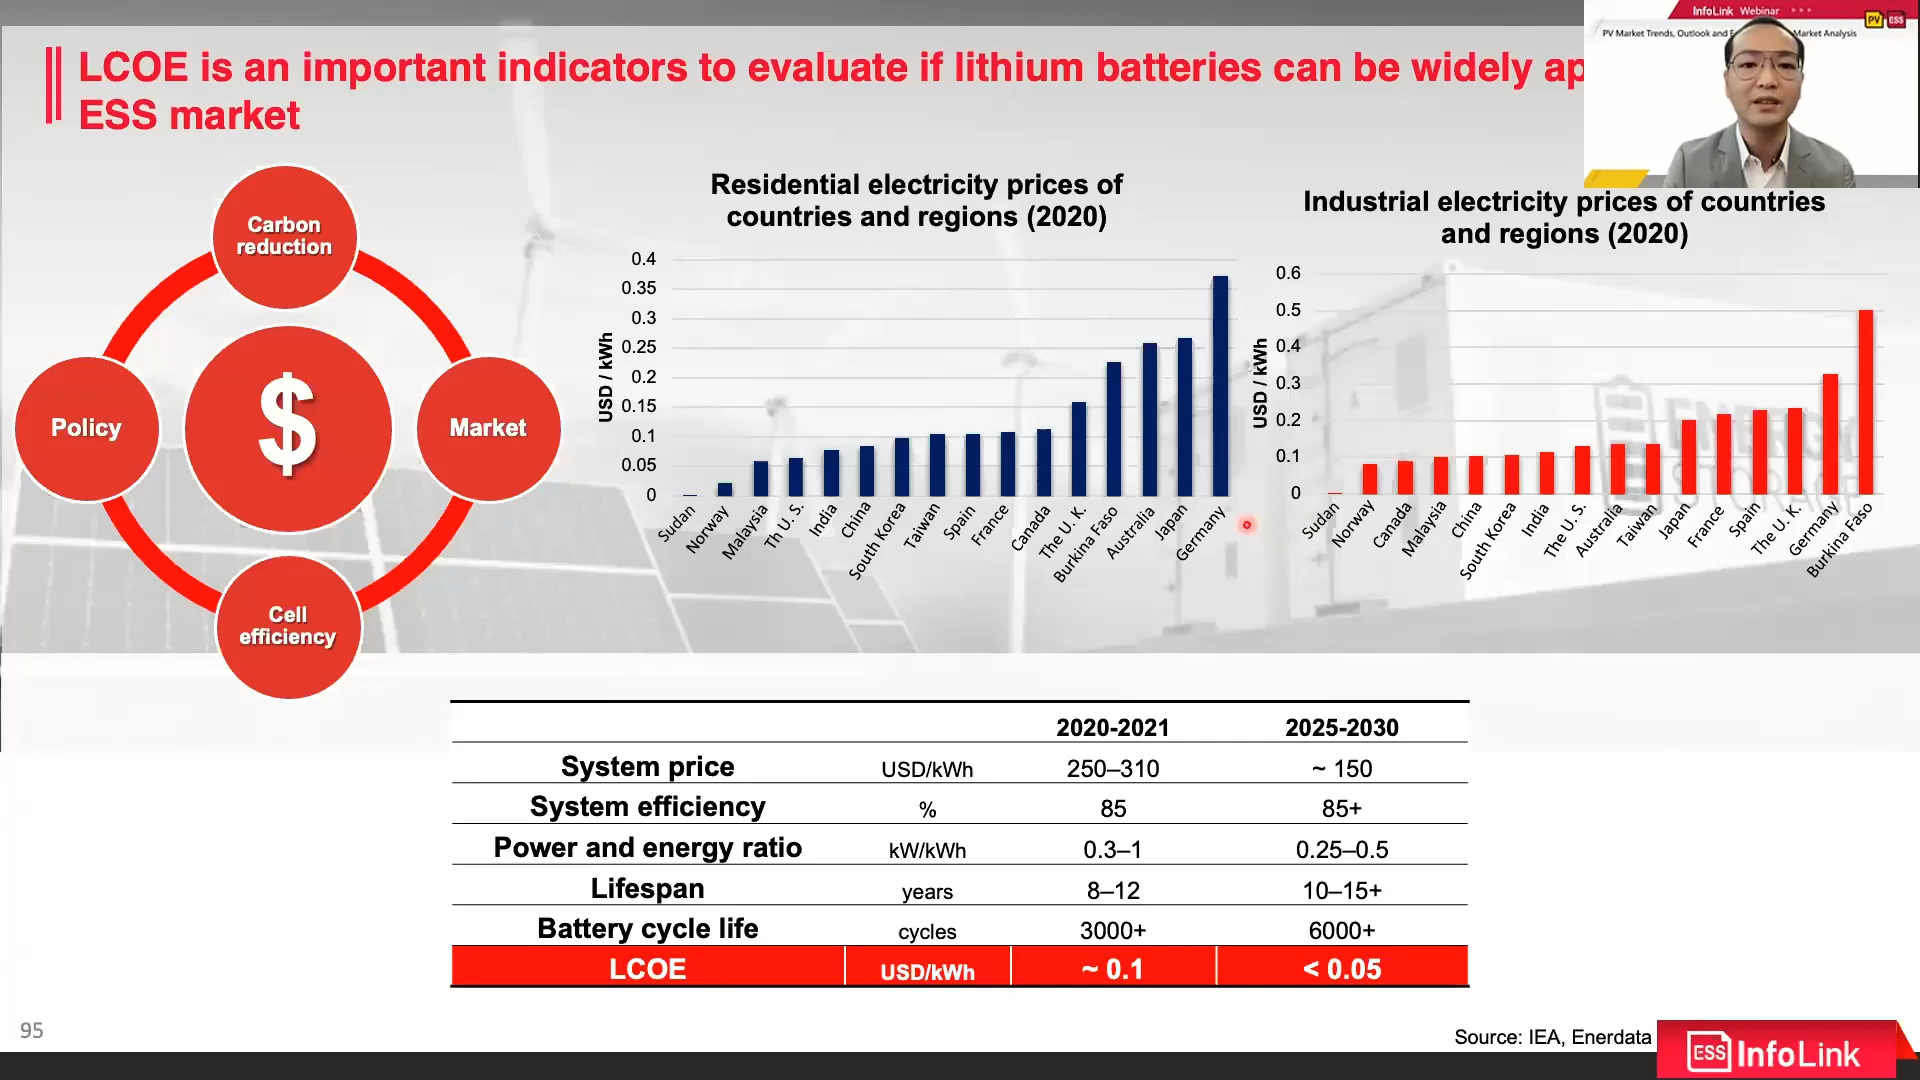 LCOE is an important indicators to evaluate if lithium batteries can be widely ap
ESS market
InfoLink Webinar
PV
ESS
PV Market Trends, Outlook and
Market Analysis
Carbon
reduction
Policy
$
Market
Cell
efficiency
Residential electricity prices of
countries and regions (2020)
USD / kWh
0.4
0.35
0.3
0.25
0.2
0.15
0.1
0.05
0
Sudan
Norway
Malaysia
Th U. S.
India
China
South Korea
Taiwan
Spain
France
Canada
The U. K.
Burkina Faso
Australia
Japan
Germany
Industrial electricity prices of countries
and regions (2020)
USD / kWh
0.6
0.5
0.4
0.3
0.2
0.1
0
Sudan
Norway
Canada
Malaysia
China
South Korea
India
The U. S.
Australia
Taiwan
Japan
France
Spain
The U. K.
Germany
Burkina Faso
2020-2021 2025-2030
System price USD/kWh 250–310 ~ 150
System efficiency % 85 85+
Power and energy ratio kW/kWh 0.3–1 0.25–0.5
Lifespan years 8–12 10–15+
Battery cycle life cycles 3000+ 6000+
LCOE USD/kWh ~ 0.1 < 0.05
95
Source: IEA, Enerdata
ESS InfoLink